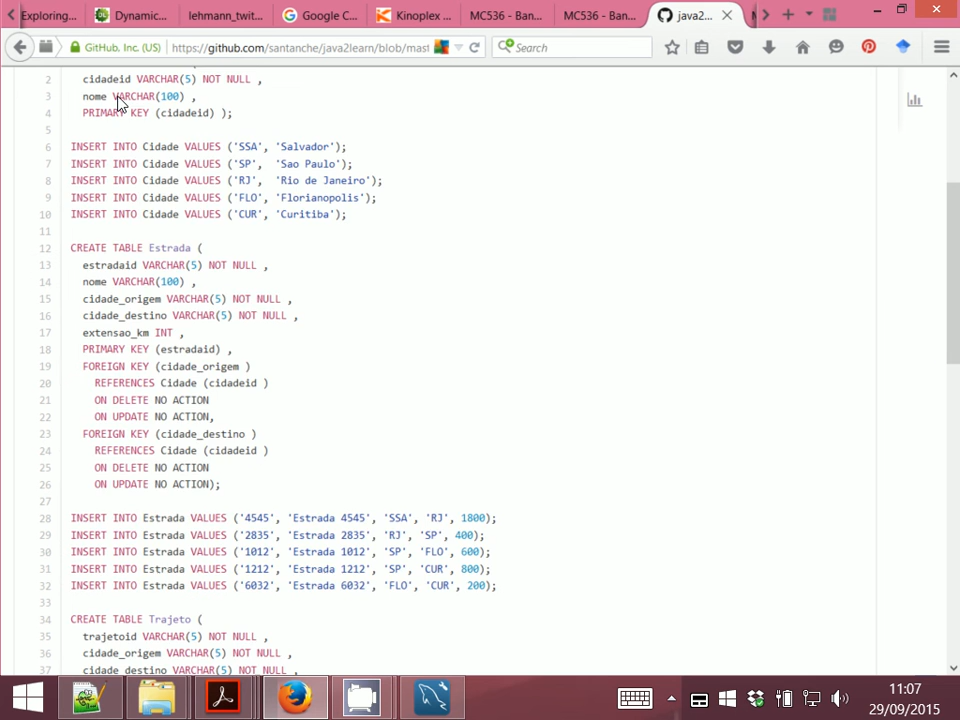 Exploring...
Dynamic...
lehmann_twit...
Google C...
Kinoplex ...
MC536 - Ban...
MC536 - Ban...
java2...
GitHub, Inc. (US)
https://github.com/santanche/java2learn/blob/mast
Search
2 cidadeid VARCHAR(5) NOT NULL ,
3 nome VARCHAR(100) ,
4 PRIMARY KEY (cidadeid) );
5
6 INSERT INTO Cidade VALUES ('SSA', 'Salvador');
7 INSERT INTO Cidade VALUES ('SP', 'Sao Paulo');
8 INSERT INTO Cidade VALUES ('RJ', 'Rio de Janeiro');
9 INSERT INTO Cidade VALUES ('FLO', 'Florianopolis');
10 INSERT INTO Cidade VALUES ('CUR', 'Curitiba');
11
12 CREATE TABLE Estrada (
13 estradaid VARCHAR(5) NOT NULL ,
14 nome VARCHAR(100) ,
15 cidade_origem VARCHAR(5) NOT NULL ,
16 cidade_destino VARCHAR(5) NOT NULL ,
17 extensao_km INT ,
18 PRIMARY KEY (estradaid) ,
19 FOREIGN KEY (cidade_origem )
20 REFERENCES Cidade (cidadeid )
21 ON DELETE NO ACTION
22 ON UPDATE NO ACTION,
23 FOREIGN KEY (cidade_destino )
24 REFERENCES Cidade (cidadeid )
25 ON DELETE NO ACTION
26 ON UPDATE NO ACTION);
27
28 INSERT INTO Estrada VALUES ('4545', 'Estrada 4545', 'SSA', 'RJ', 1800);
29 INSERT INTO Estrada VALUES ('2835', 'Estrada 2835', 'RJ', 'SP', 400);
30 INSERT INTO Estrada VALUES ('1012', 'Estrada 1012', 'SP', 'FLO', 600);
31 INSERT INTO Estrada VALUES ('1212', 'Estrada 1212', 'SP', 'CUR', 800);
32 INSERT INTO Estrada VALUES ('6032', 'Estrada 6032', 'FLO', 'CUR', 200);
33
34 CREATE TABLE Trajeto (
35 trajetoid VARCHAR(5) NOT NULL ,
36 cidade_origem VARCHAR(5) NOT NULL ,
37 cidade_destino VARCHAR(5) NOT NULL ,
11:07
29/09/2015